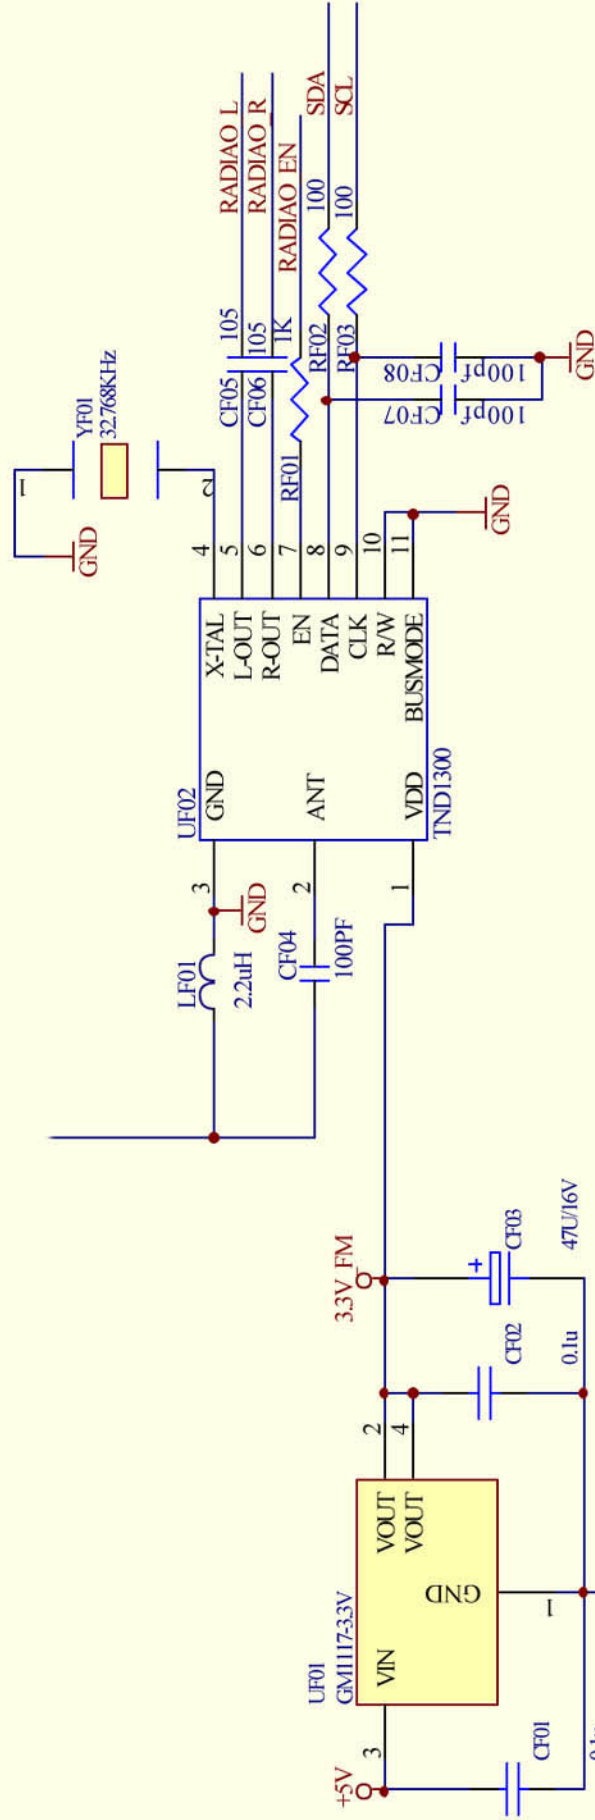 +5V
CF01
3
UF01
GM1117-3.3V
VIN
VOUT
VOUT
GND
1
2
4
3.3V_FM
CF02
0.1u
+
CF03
47U/16V
LF01
2.2uH
GND
CF04
100PF
3
2
1
UF02
GND
ANT
VDD
X-TAL
L-OUT
R-OUT
EN
DATA
CLK
R/W
BUSMODE
TND1300
4
5
6
7
8
9
10
11
GND
1
2
YF01
32.768KHz
CF05
105
RADIAO L
CF06
105
RADIAO R
RF01
1K
RADIAO EN
RF02
100
SDA
RF03
100
SCL
CF07
100pf
CF08
100pf
GND
GND